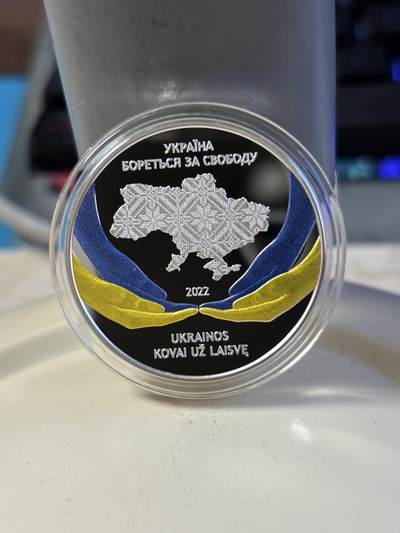 УКРАЇНА
БОРЕТЬСЯ ЗА СВОБОДУ
2022
UKRAINOS
KOVAI UŽ LAISVĘ